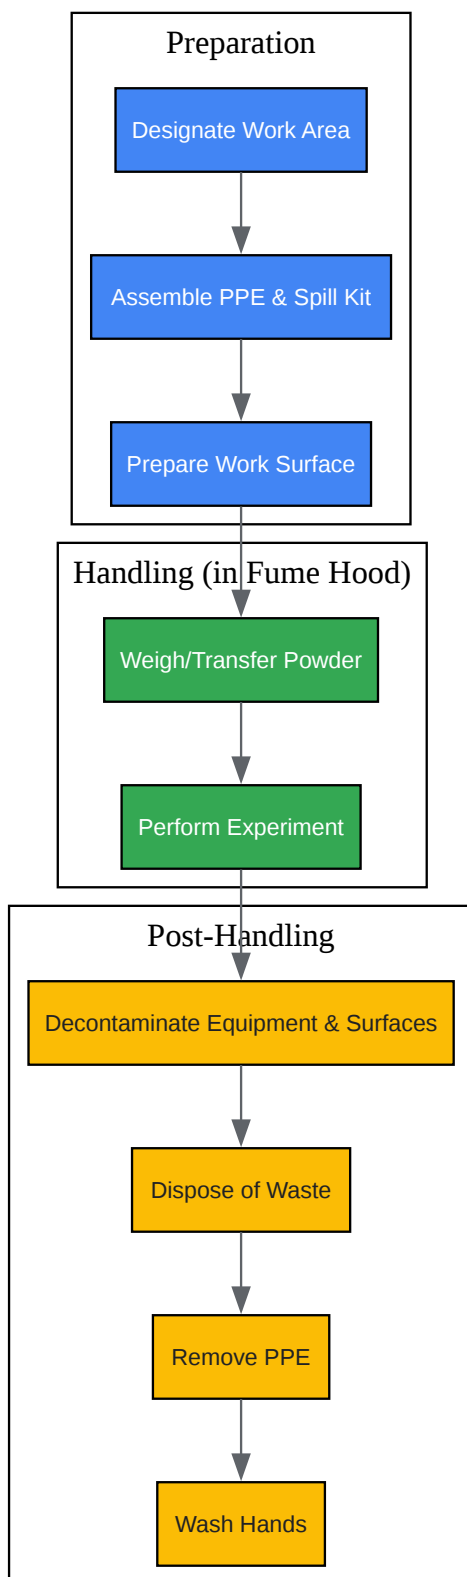 Preparation
Designate Work Area
Assemble PPE & Spill Kit
Prepare Work Surface
Handling (in Fume Hood)
Weigh/Transfer Powder
Perform Experiment
Post-Handling
Decontaminate Equipment & Surfaces
Dispose of Waste
Remove PPE
Wash Hands